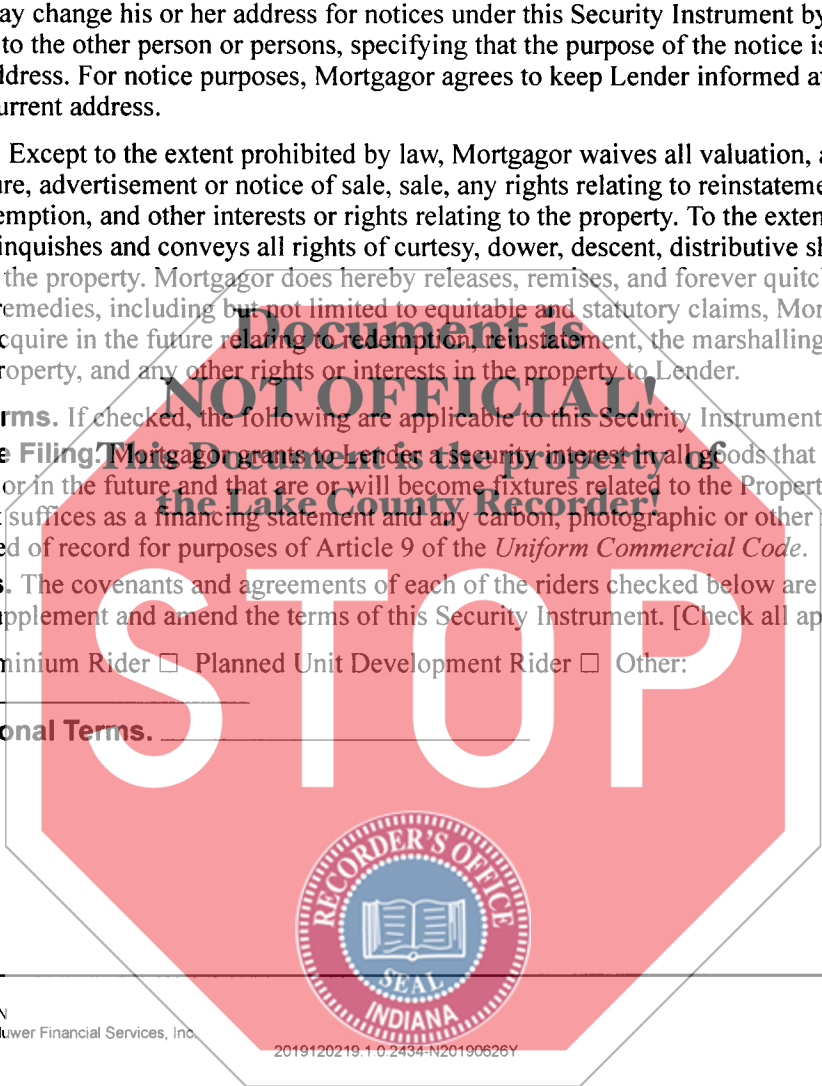 ay change his or her address for notices under this Security Instrument by
to the other person or persons, specifying that the purpose of the notice is
ddress. For notice purposes, Mortgagor agrees to keep Lender informed a
urrent address.
Except to the extent prohibited by law, Mortgagor waives all valuation, a
re, advertisement or notice of sale, sale, any rights relating to reinstateme
emption, and other interests or rights relating to the property. To the exten
inquishes and conveys all rights of curtesy, dower, descent, distributive sh
the property. Mortgagor does hereby releases, remises, and forever quitc
remedies, including but not limited to equitable and statutory claims, Mor
cquire in the future relating to redemption, reinstatement, the marshalling
roperty, and any other rights or interests in the property to Lender.
Document is
NOT OFFICIAL!
This Document is the property of
the Lake County Recorder!
rms. If checked, the following are applicable to this Security Instrument
e Filing. Mortgagor grants to Lender a security interest in all goods that
or in the future and that are or will become fixtures related to the Propert
t suffices as a financing statement and any carbon, photographic or other
ed of record for purposes of Article 9 of the Uniform Commercial Code.
s. The covenants and agreements of each of the riders checked below are
pplement and amend the terms of this Security Instrument. [Check all ap
minium Rider ☐ Planned Unit Development Rider ☐ Other:
onal Terms.
STOP
RECORDER'S OFFICE
SEAL
INDIANA
N
luwer Financial Services, Inc.
2019120219.1.0.2434-N20190626Y